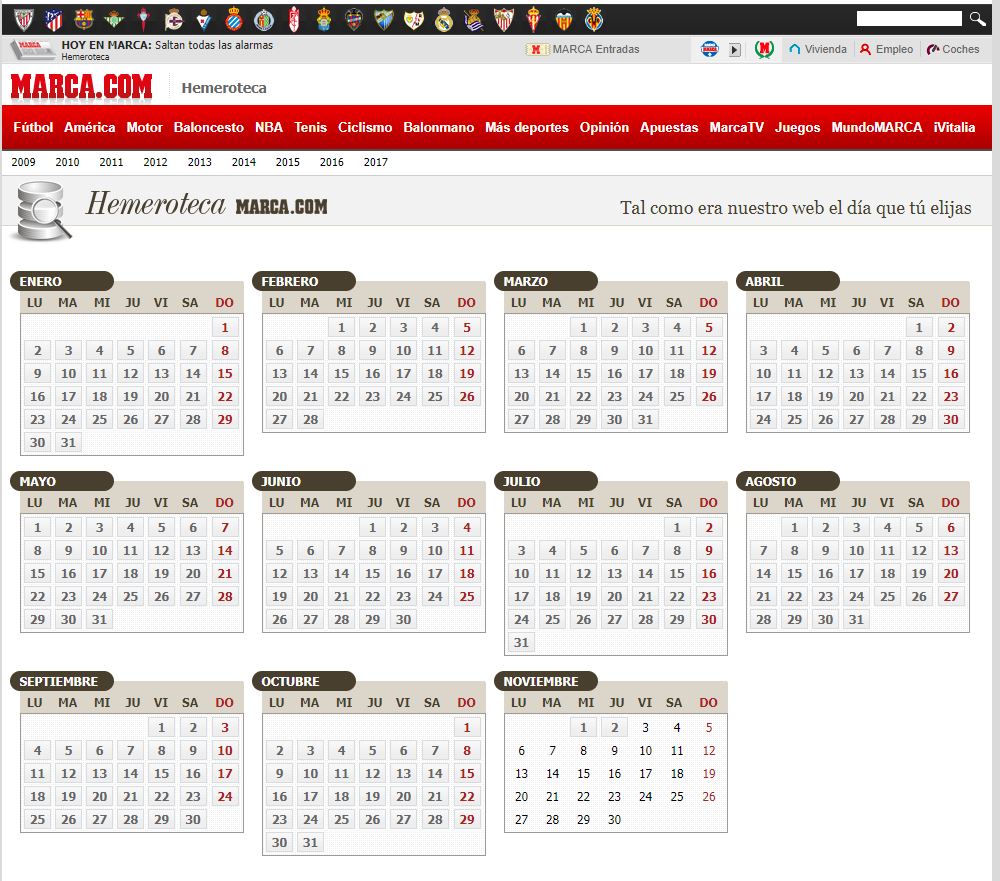 HOY EN MARCA: Saltan todas las alarmas
Hemeroteca
MARCA Entradas
Vivienda
Empleo
Coches
MARCA.COM
Hemeroteca
Fútbol América Motor Baloncesto NBA Tenis Ciclismo Balonmano Más deportes Opinión Apuestas MarcaTV Juegos MundoMARCA iVitalia
2009 2010 2011 2012 2013 2014 2015 2016 2017
Hemeroteca MARCA.COM
Tal como era nuestro web el día que tú elijas
ENERO
LU MA MI JU VI SA DO
1
2 3 4 5 6 7 8
9 10 11 12 13 14 15
16 17 18 19 20 21 22
23 24 25 26 27 28 29
30 31
FEBRERO
LU MA MI JU VI SA DO
1 2 3 4 5
6 7 8 9 10 11 12
13 14 15 16 17 18 19
20 21 22 23 24 25 26
27 28
MARZO
LU MA MI JU VI SA DO
1 2 3 4 5
6 7 8 9 10 11 12
13 14 15 16 17 18 19
20 21 22 23 24 25 26
27 28 29 30 31
ABRIL
LU MA MI JU VI SA DO
1 2
3 4 5 6 7 8 9
10 11 12 13 14 15 16
17 18 19 20 21 22 23
24 25 26 27 28 29 30
MAYO
LU MA MI JU VI SA DO
1 2 3 4 5 6 7
8 9 10 11 12 13 14
15 16 17 18 19 20 21
22 23 24 25 26 27 28
29 30 31
JUNIO
LU MA MI JU VI SA DO
1 2 3 4
5 6 7 8 9 10 11
12 13 14 15 16 17 18
19 20 21 22 23 24 25
26 27 28 29 30
JULIO
LU MA MI JU VI SA DO
1 2
3 4 5 6 7 8 9
10 11 12 13 14 15 16
17 18 19 20 21 22 23
24 25 26 27 28 29 30
31
AGOSTO
LU MA MI JU VI SA DO
1 2 3 4 5 6
7 8 9 10 11 12 13
14 15 16 17 18 19 20
21 22 23 24 25 26 27
28 29 30 31
SEPTIEMBRE
LU MA MI JU VI SA DO
1 2 3
4 5 6 7 8 9 10
11 12 13 14 15 16 17
18 19 20 21 22 23 24
25 26 27 28 29 30
OCTUBRE
LU MA MI JU VI SA DO
1
2 3 4 5 6 7 8
9 10 11 12 13 14 15
16 17 18 19 20 21 22
23 24 25 26 27 28 29
30 31
NOVIEMBRE
LU MA MI JU VI SA DO
1 2 3 4 5
6 7 8 9 10 11 12
13 14 15 16 17 18 19
20 21 22 23 24 25 26
27 28 29 30